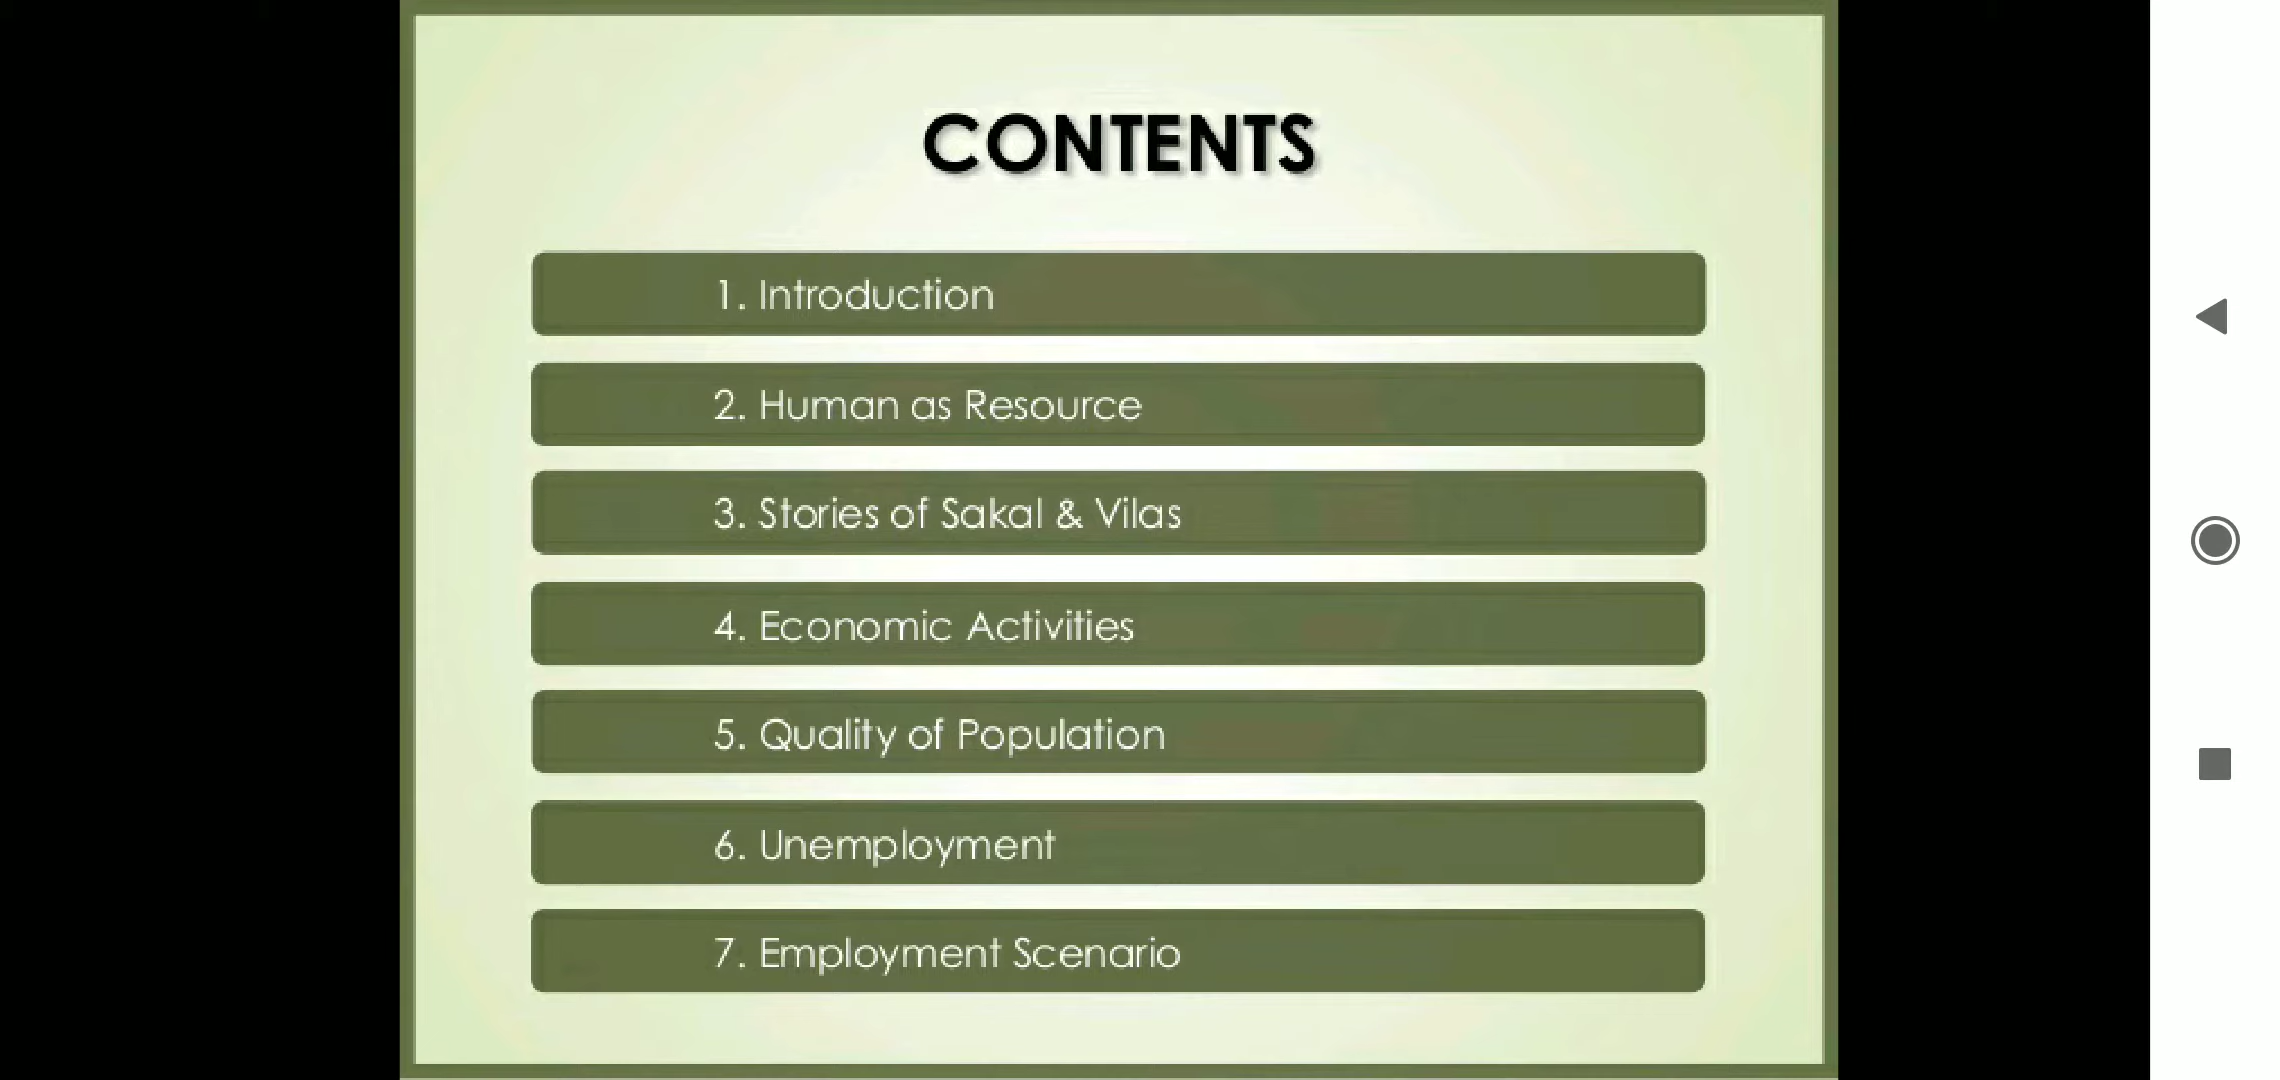 CONTENTS
1. Introduction
2. Human as Resource
3. Stories of Sakal & Vilas
4. Economic Activities
5. Quality of Population
6. Unemployment
7. Employment Scenario